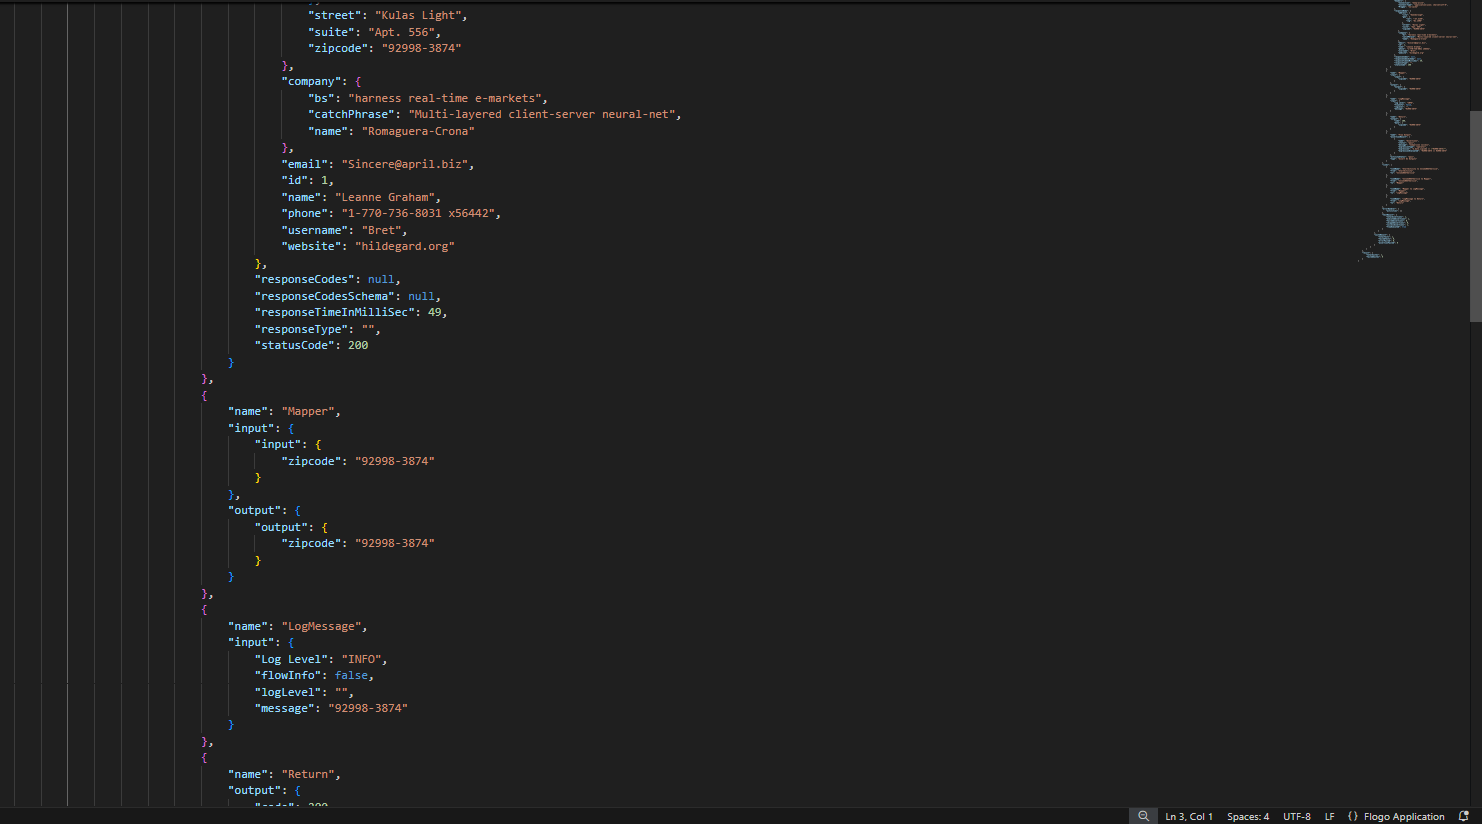 "street": "Kulas Light",
"suite": "Apt. 556",
"zipcode": "92998-3874"
},
"company": {
"bs": "harness real-time e-markets",
"catchPhrase": "Multi-layered client-server neural-net",
"name": "Romaguera-Crona"
},
"email": "Sincere@april.biz",
"id": 1,
"name": "Leanne Graham",
"phone": "1-770-736-8031 x56442",
"username": "Bret",
"website": "hildegard.org"
},
"responseCodes": null,
"responseCodesSchema": null,
"responseTimeInMilliSec": 49,
"responseType": "",
"statusCode": 200
}
},
{
"name": "Mapper",
"input": {
"input": {
"zipcode": "92998-3874"
}
},
"output": {
"output": {
"zipcode": "92998-3874"
}
}
},
{
"name": "LogMessage",
"input": {
"Log Level": "INFO",
"flowInfo": false,
"logLevel": "",
"message": "92998-3874"
}
},
{
"name": "Return",
"output": {
Ln 3, Col 1 Spaces: 4 UTF-8 LF {} Flogo Application